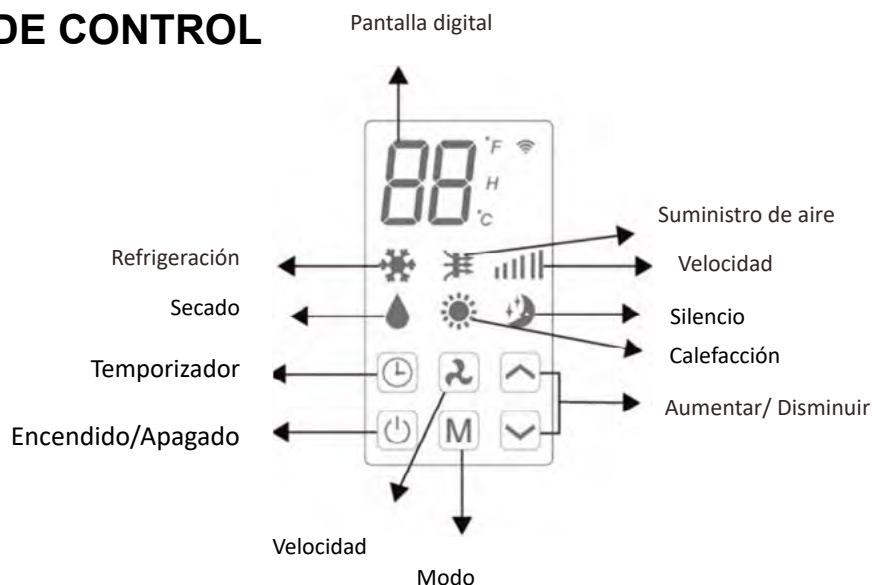 DE CONTROL
Pantalla digital
88 °F
H
°C
Suministro de aire
Refrigeración
Velocidad
Secado
Silencio
Calefacción
Temporizador
Aumentar/ Disminuir
Encendido/Apagado
M
Velocidad
Modo